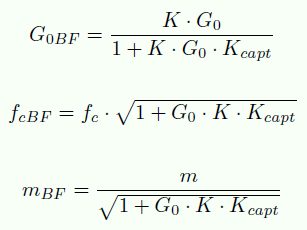 G_{0BF} = \frac{K \cdot G_0}{1 + K \cdot G_0 \cdot K_{capt}}
f_{cBF} = f_c \cdot \sqrt{1 + G_0 \cdot K \cdot K_{capt}}
m_{BF} = \frac{m}{\sqrt{1 + G_0 \cdot K \cdot K_{capt}}}